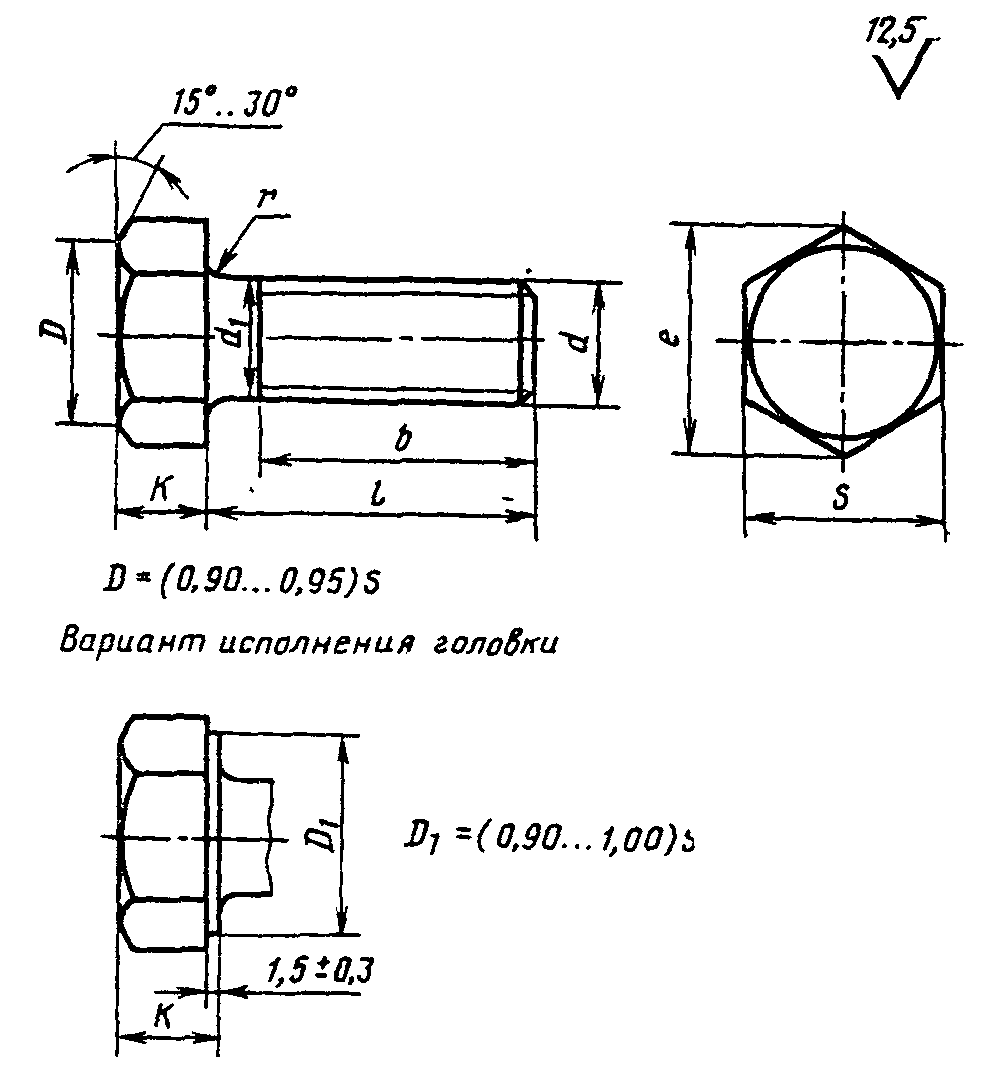 12,5
15°..30°
r
D
d₁
d
e
b
K
l
S
D = (0,90... 0,95)S
Вариант исполнения головки
D₁
D₁ = (0,90... 1,00)s
1,5±0,3
K